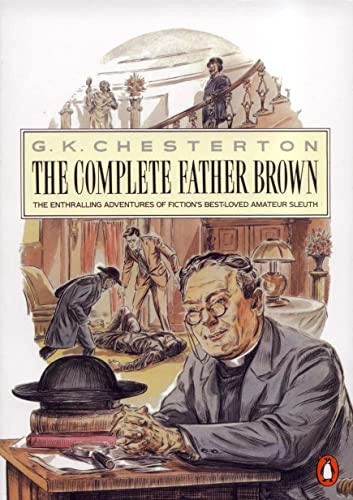 G.K.CHESTERTON
THE COMPLETE FATHER BROWN
THE ENTHRALLING ADVENTURES OF FICTION'S BEST-LOVED AMATEUR SLEUTH